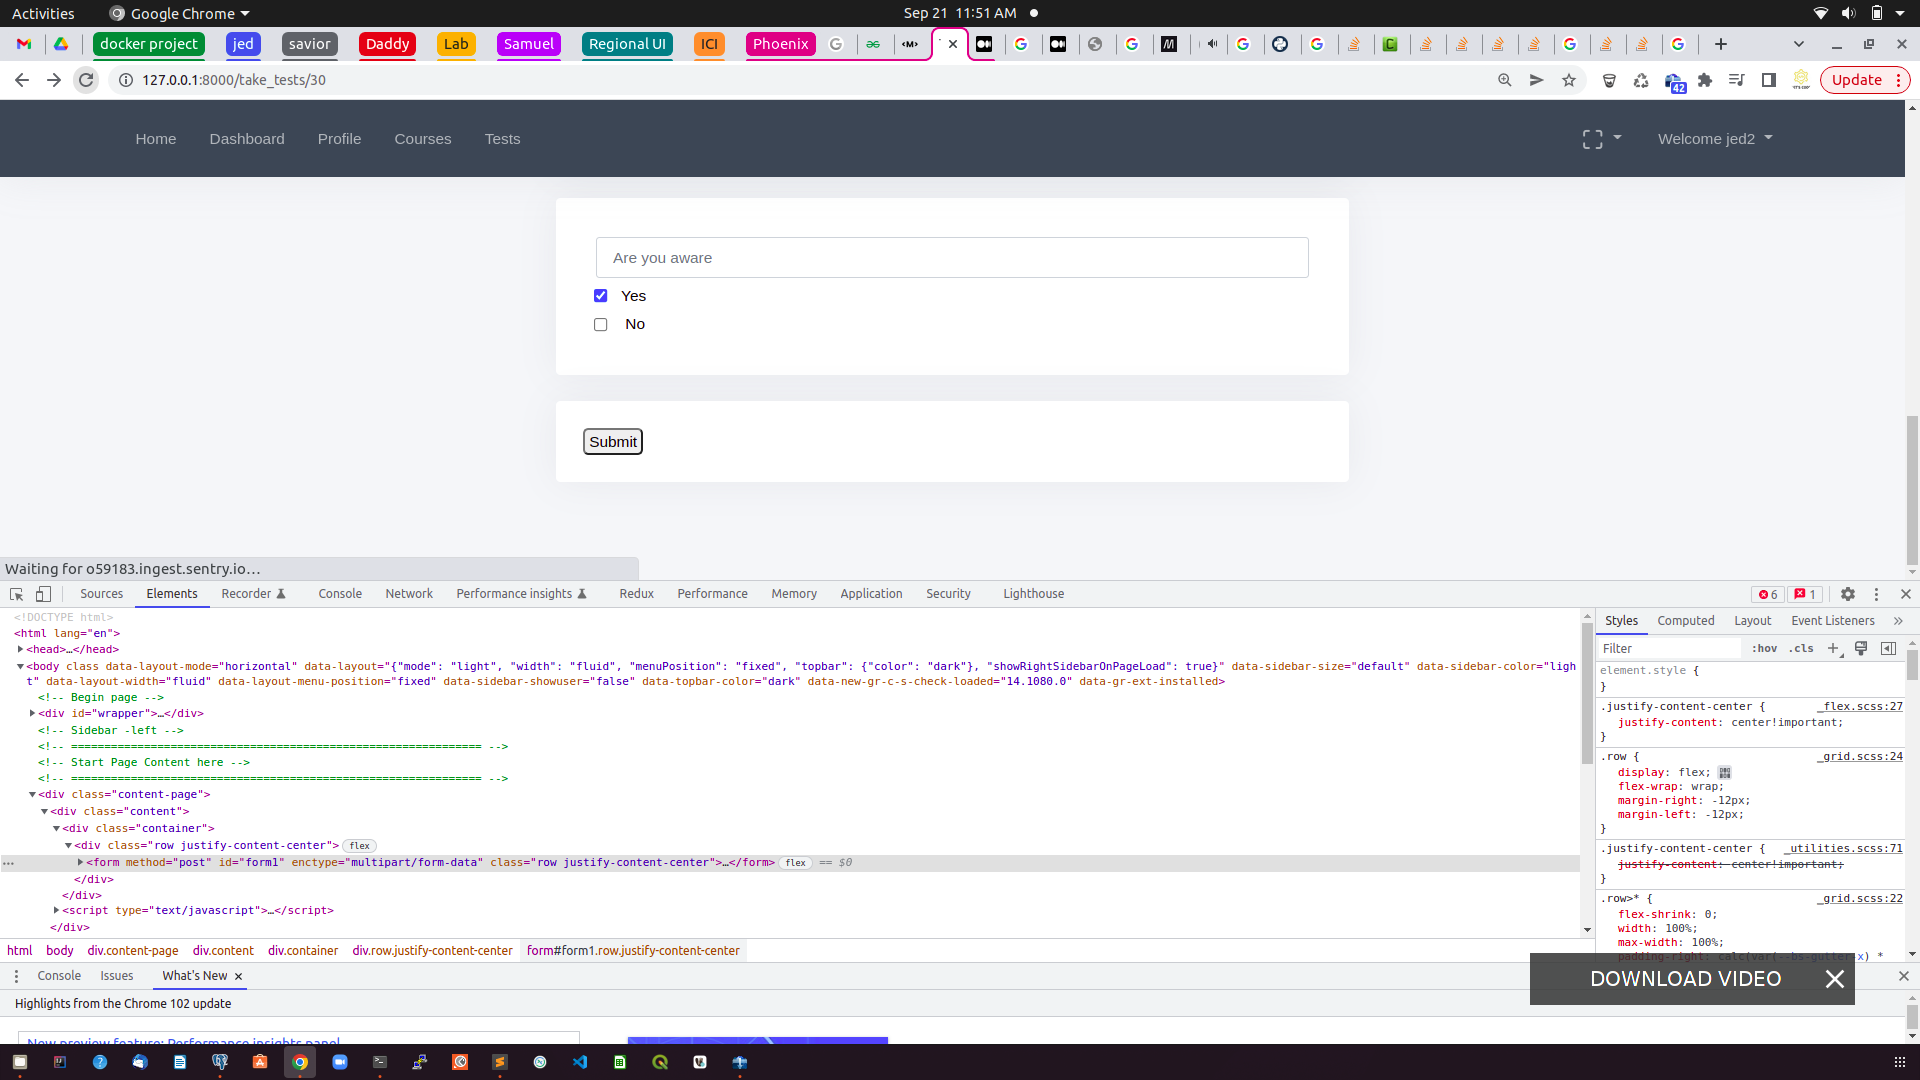 Activities
Google Chrome
Sep 21 11:51 AM
docker project
jed
savior
Daddy
Lab
Samuel
Regional UI
ICI
Phoenix
127.0.0.1:8000/take_tests/30
42
Update
Home
Dashboard
Profile
Courses
Tests
Welcome jed2
Are you aware
Yes
No
Submit
Waiting for o59183.ingest.sentry.io…
Sources
Elements
Recorder
Console
Network
Performance insights
Redux
Performance
Memory
Application
Security
Lighthouse
6
1
<!DOCTYPE html>
<html lang="en">
<head>…</head>
<body class data-layout-mode="horizontal" data-layout="{"mode": "light", "width": "fluid", "menuPosition": "fixed", "topbar": {"color": "dark"}, "showRightSidebarOnPageLoad": true}" data-sidebar-size="default" data-sidebar-color="ligh
t" data-layout-width="fluid" data-layout-menu-position="fixed" data-sidebar-showuser="false" data-topbar-color="dark" data-new-gr-c-s-check-loaded="14.1080.0" data-gr-ext-installed>
<!-- Begin page -->
<div id="wrapper">…</div>
<!-- Sidebar -left -->
<!-- ============================================================== -->
<!-- Start Page Content here -->
<!-- ============================================================== -->
<div class="content-page">
<div class="content">
<div class="container">
<div class="row justify-content-center"> flex
<form method="post" id="form1" enctype="multipart/form-data" class="row justify-content-center">…</form> flex == $0
</div>
</div>
<script type="text/javascript">…</script>
</div>
html body div.content-page div.content div.container div.row.justify-content-center form#form1.row.justify-content-center
Styles
Computed
Layout
Event Listeners
Filter
:hov .cls
element.style {
}
.justify-content-center { _flex.scss:27
justify-content: center!important;
}
.row { _grid.scss:24
display: flex;
flex-wrap: wrap;
margin-right: -12px;
margin-left: -12px;
}
.justify-content-center { _utilities.scss:71
justify-content: center!important;
}
.row>* { _grid.scss:22
flex-shrink: 0;
width: 100%;
max-width: 100%;
padding-right: calc(var(--bs-gutter-x) *
DOWNLOAD VIDEO
Console
Issues
What's New
Highlights from the Chrome 102 update
New preview feature: Performance insights panel